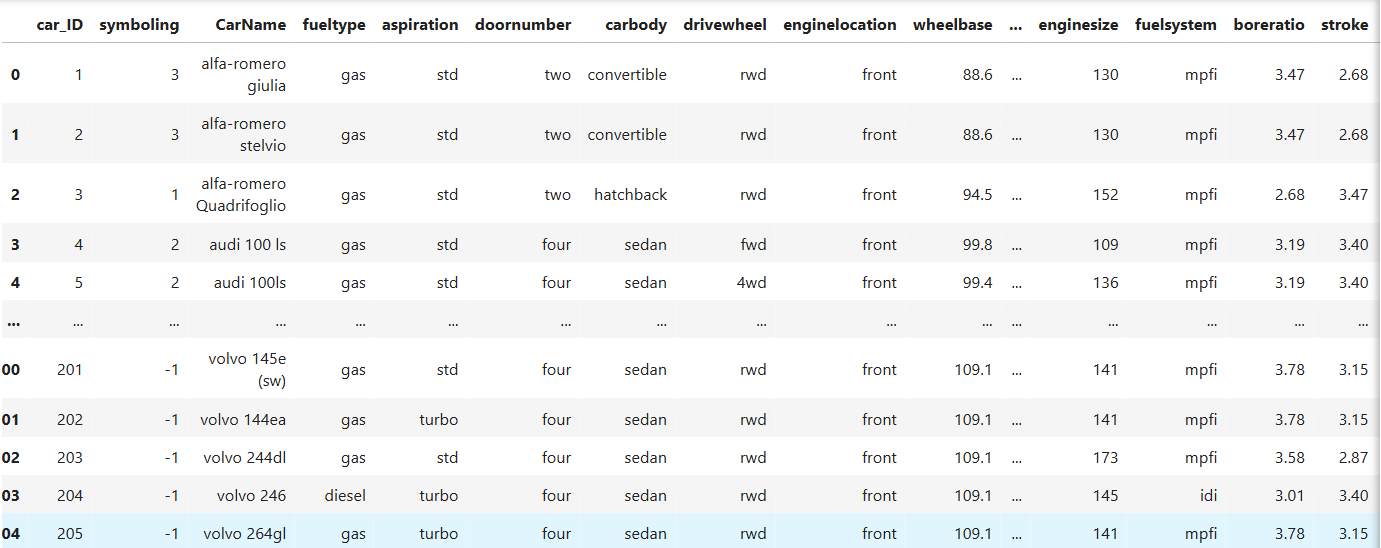 car_ID symboling CarName fueltype aspiration doornumber carbody drivewheel enginelocation wheelbase ... enginesize fuelsystem boreratio stroke
0 1 3 alfa-romero giulia gas std two convertible rwd front 88.6 ... 130 mpfi 3.47 2.68
1 2 3 alfa-romero stelvio gas std two convertible rwd front 88.6 ... 130 mpfi 3.47 2.68
2 3 1 alfa-romero Quadrifoglio gas std two hatchback rwd front 94.5 ... 152 mpfi 2.68 3.47
3 4 2 audi 100 ls gas std four sedan fwd front 99.8 ... 109 mpfi 3.19 3.40
4 5 2 audi 100ls gas std four sedan 4wd front 99.4 ... 136 mpfi 3.19 3.40
... ... ... ... ... ... ... ... ... ... ... ... ... ... ... ...
00 201 -1 volvo 145e (sw) gas std four sedan rwd front 109.1 ... 141 mpfi 3.78 3.15
01 202 -1 volvo 144ea gas turbo four sedan rwd front 109.1 ... 141 mpfi 3.78 3.15
02 203 -1 volvo 244dl gas std four sedan rwd front 109.1 ... 173 mpfi 3.58 2.87
03 204 -1 volvo 246 diesel turbo four sedan rwd front 109.1 ... 145 idi 3.01 3.40
04 205 -1 volvo 264gl gas turbo four sedan rwd front 109.1 ... 141 mpfi 3.78 3.15